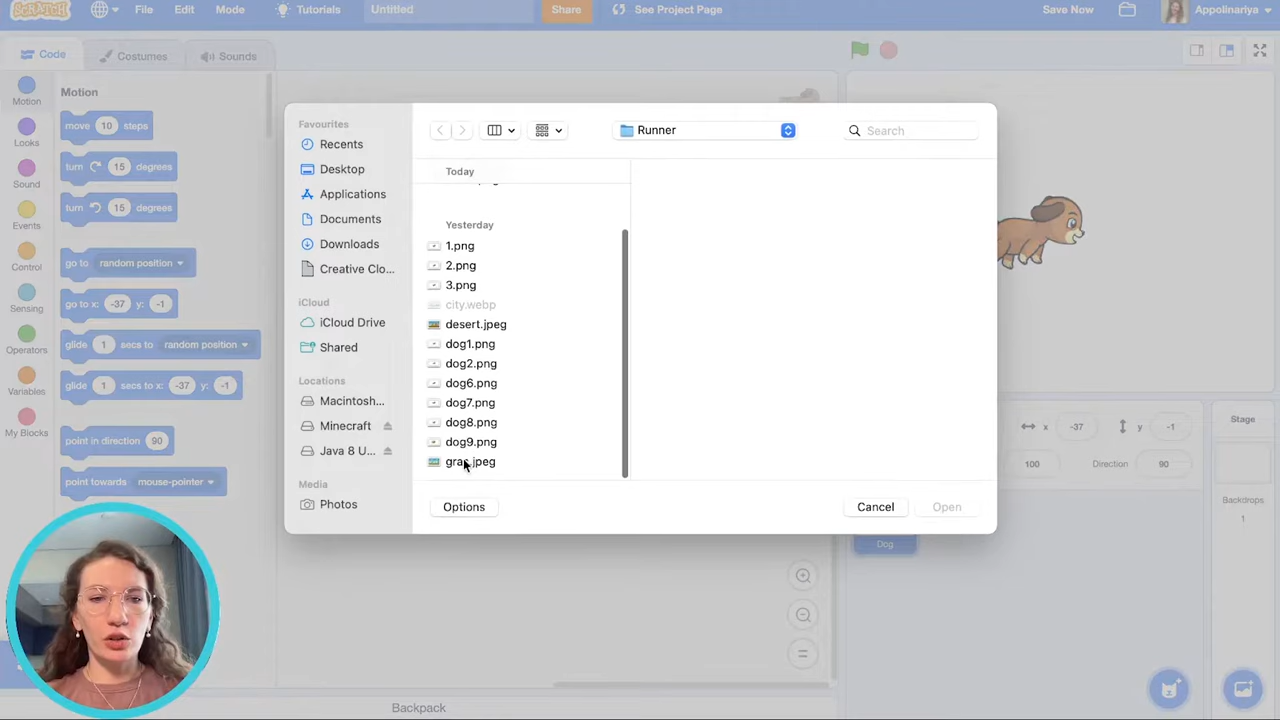 SCRATCH File Edit Mode Tutorials Untitled Share See Project Page Save Now Appolinariya
Code Costumes Sounds
Motion
Looks
Sound
Events
Control
Sensing
Operators
Variables
My Blocks
Motion
move 10 steps
turn 15 degrees
turn 15 degrees
go to random position
go to x: -37 y: -1
glide 1 secs to random position
glide 1 secs to x: -37 y: -1
point in direction 90
point towards mouse-pointer
Favourites
Recents
Desktop
Applications
Documents
Downloads
Creative Clo...
iCloud
iCloud Drive
Shared
Locations
Macintosh...
Minecraft
Java 8 U...
Media
Photos
Runner
Search
Today
Yesterday
1.png
2.png
3.png
city.webp
desert.jpeg
dog1.png
dog2.png
dog6.png
dog7.png
dog8.png
dog9.png
Options
Cancel Open
x -37 y -1
100 Direction 90
Dog
Stage
Backdrops
1
Backpack